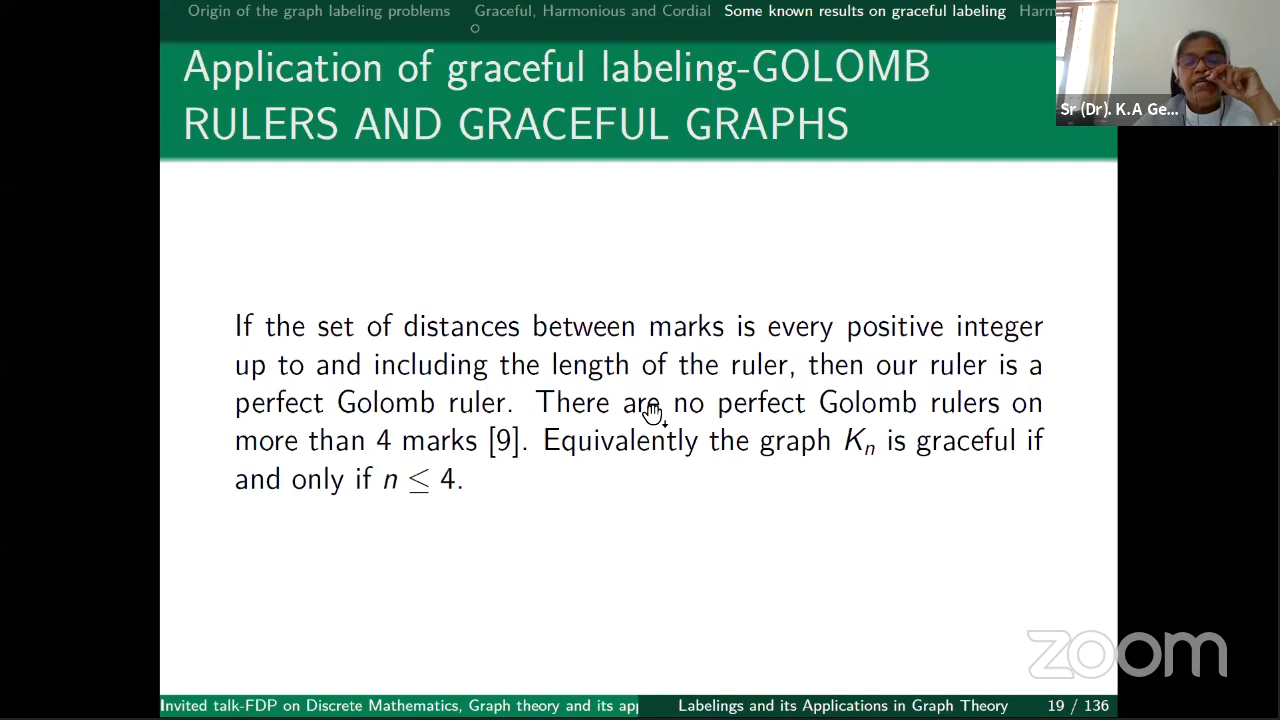 Origin of the graph labeling problems Graceful, Harmonious and Cordial Some known results on graceful labeling Harm
Application of graceful labeling-GOLOMB
RULERS AND GRACEFUL GRAPHS
Sr (Dr). K.A Ge...
If the set of distances between marks is every positive integer
up to and including the length of the ruler, then our ruler is a
perfect Golomb ruler. There are no perfect Golomb rulers on
more than 4 marks [9]. Equivalently the graph Kₙ is graceful if
and only if n ≤ 4.
zoom
Invited talk-FDP on Discrete Mathematics, Graph theory and its app Labelings and its Applications in Graph Theory 19 / 136